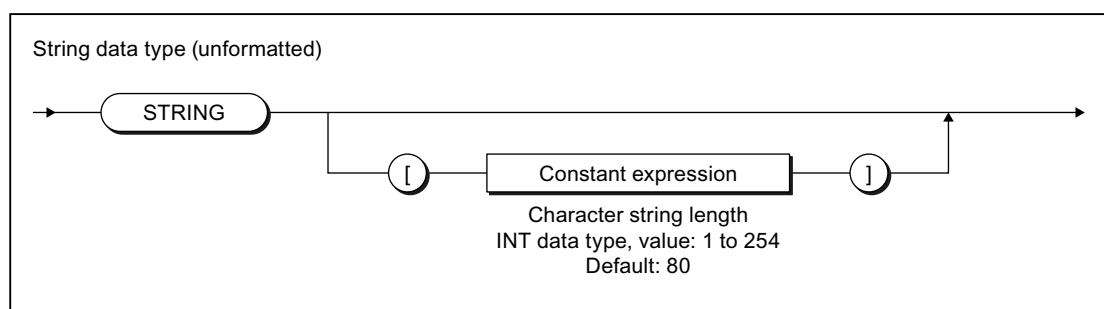 String data type (unformatted)
STRING
[ Constant expression ]
Character string length
INT data type, value: 1 to 254
Default: 80